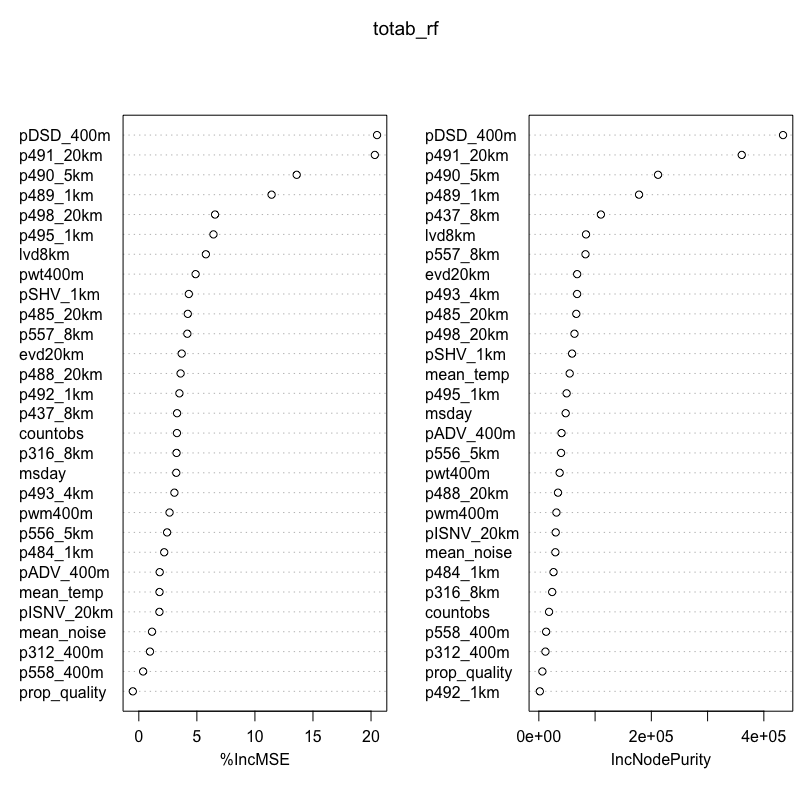 totab_rf
pDSD_400m
p491_20km
p490_5km
p489_1km
p498_20km
p495_1km
lvd8km
pwt400m
pSHV_1km
p485_20km
p557_8km
evd20km
p488_20km
p492_1km
p437_8km
countobs
p316_8km
msday
p493_4km
pwm400m
p556_5km
p484_1km
pADV_400m
mean_temp
pISNV_20km
mean_noise
p312_400m
p558_400m
prop_quality
0 5 10 15 20
%IncMSE
pDSD_400m
p491_20km
p490_5km
p489_1km
p437_8km
lvd8km
p557_8km
evd20km
p493_4km
p485_20km
p498_20km
pSHV_1km
mean_temp
p495_1km
msday
pADV_400m
p556_5km
pwt400m
p488_20km
pwm400m
pISNV_20km
mean_noise
p484_1km
p316_8km
countobs
p558_400m
p312_400m
prop_quality
p492_1km
0e+00 2e+05 4e+05
IncNodePurity